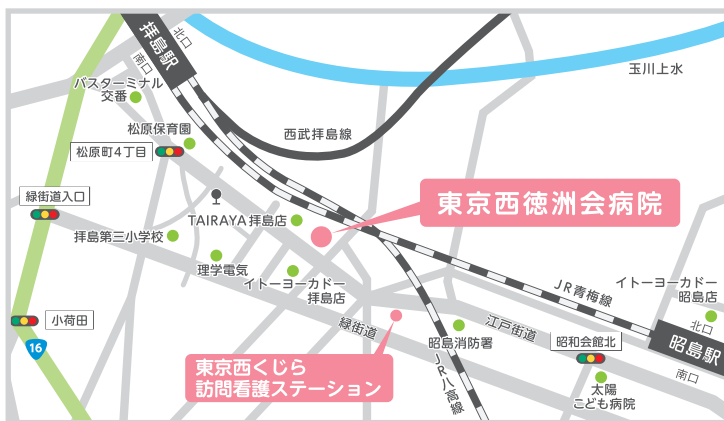 拝島駅
北口
南口
バスターミナル
交番
玉川上水
松原保育園
西武拝島線
松原町4丁目
緑街道入口
東京西徳洲会病院
TAIRAYA拝島店
拝島第三小学校
理学電気
イトーヨーカドー
拝島店
JR青梅線
イトーヨーカドー
昭島店
小荷田
16
緑街道
江戸街道
北口
昭島駅
南口
昭島消防署
昭和会館北
東京西くじら
訪問看護ステーション
JR八高線
太陽
こども病院